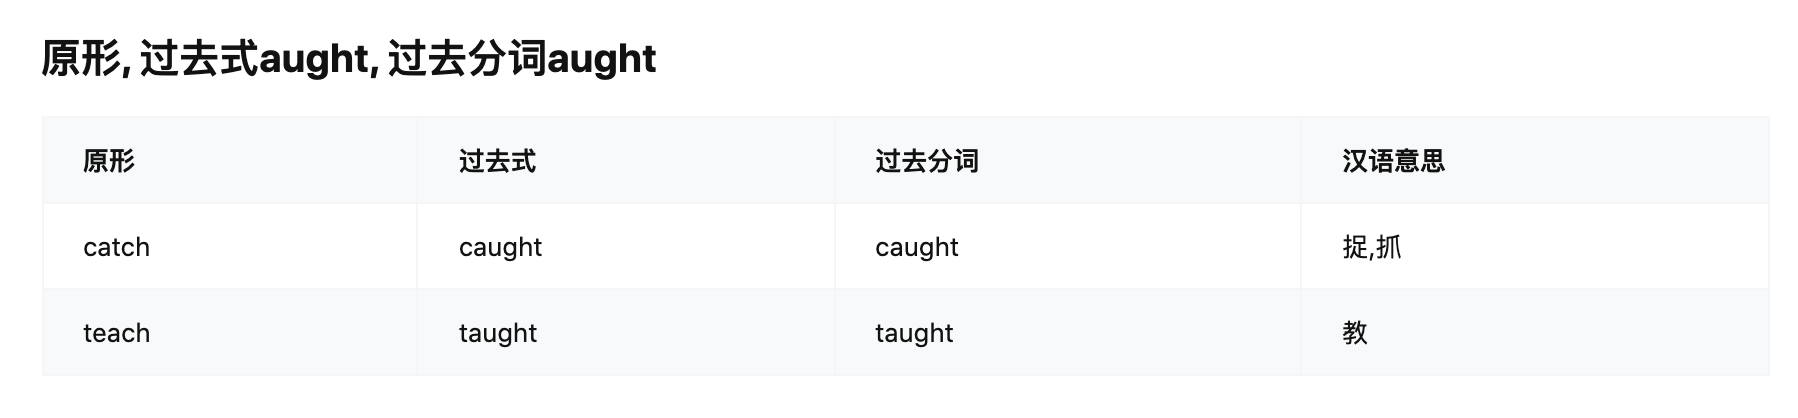 原形, 过去式aught, 过去分词aught
原形 过去式 过去分词 汉语意思
catch caught caught 捉,抓
teach taught taught 教